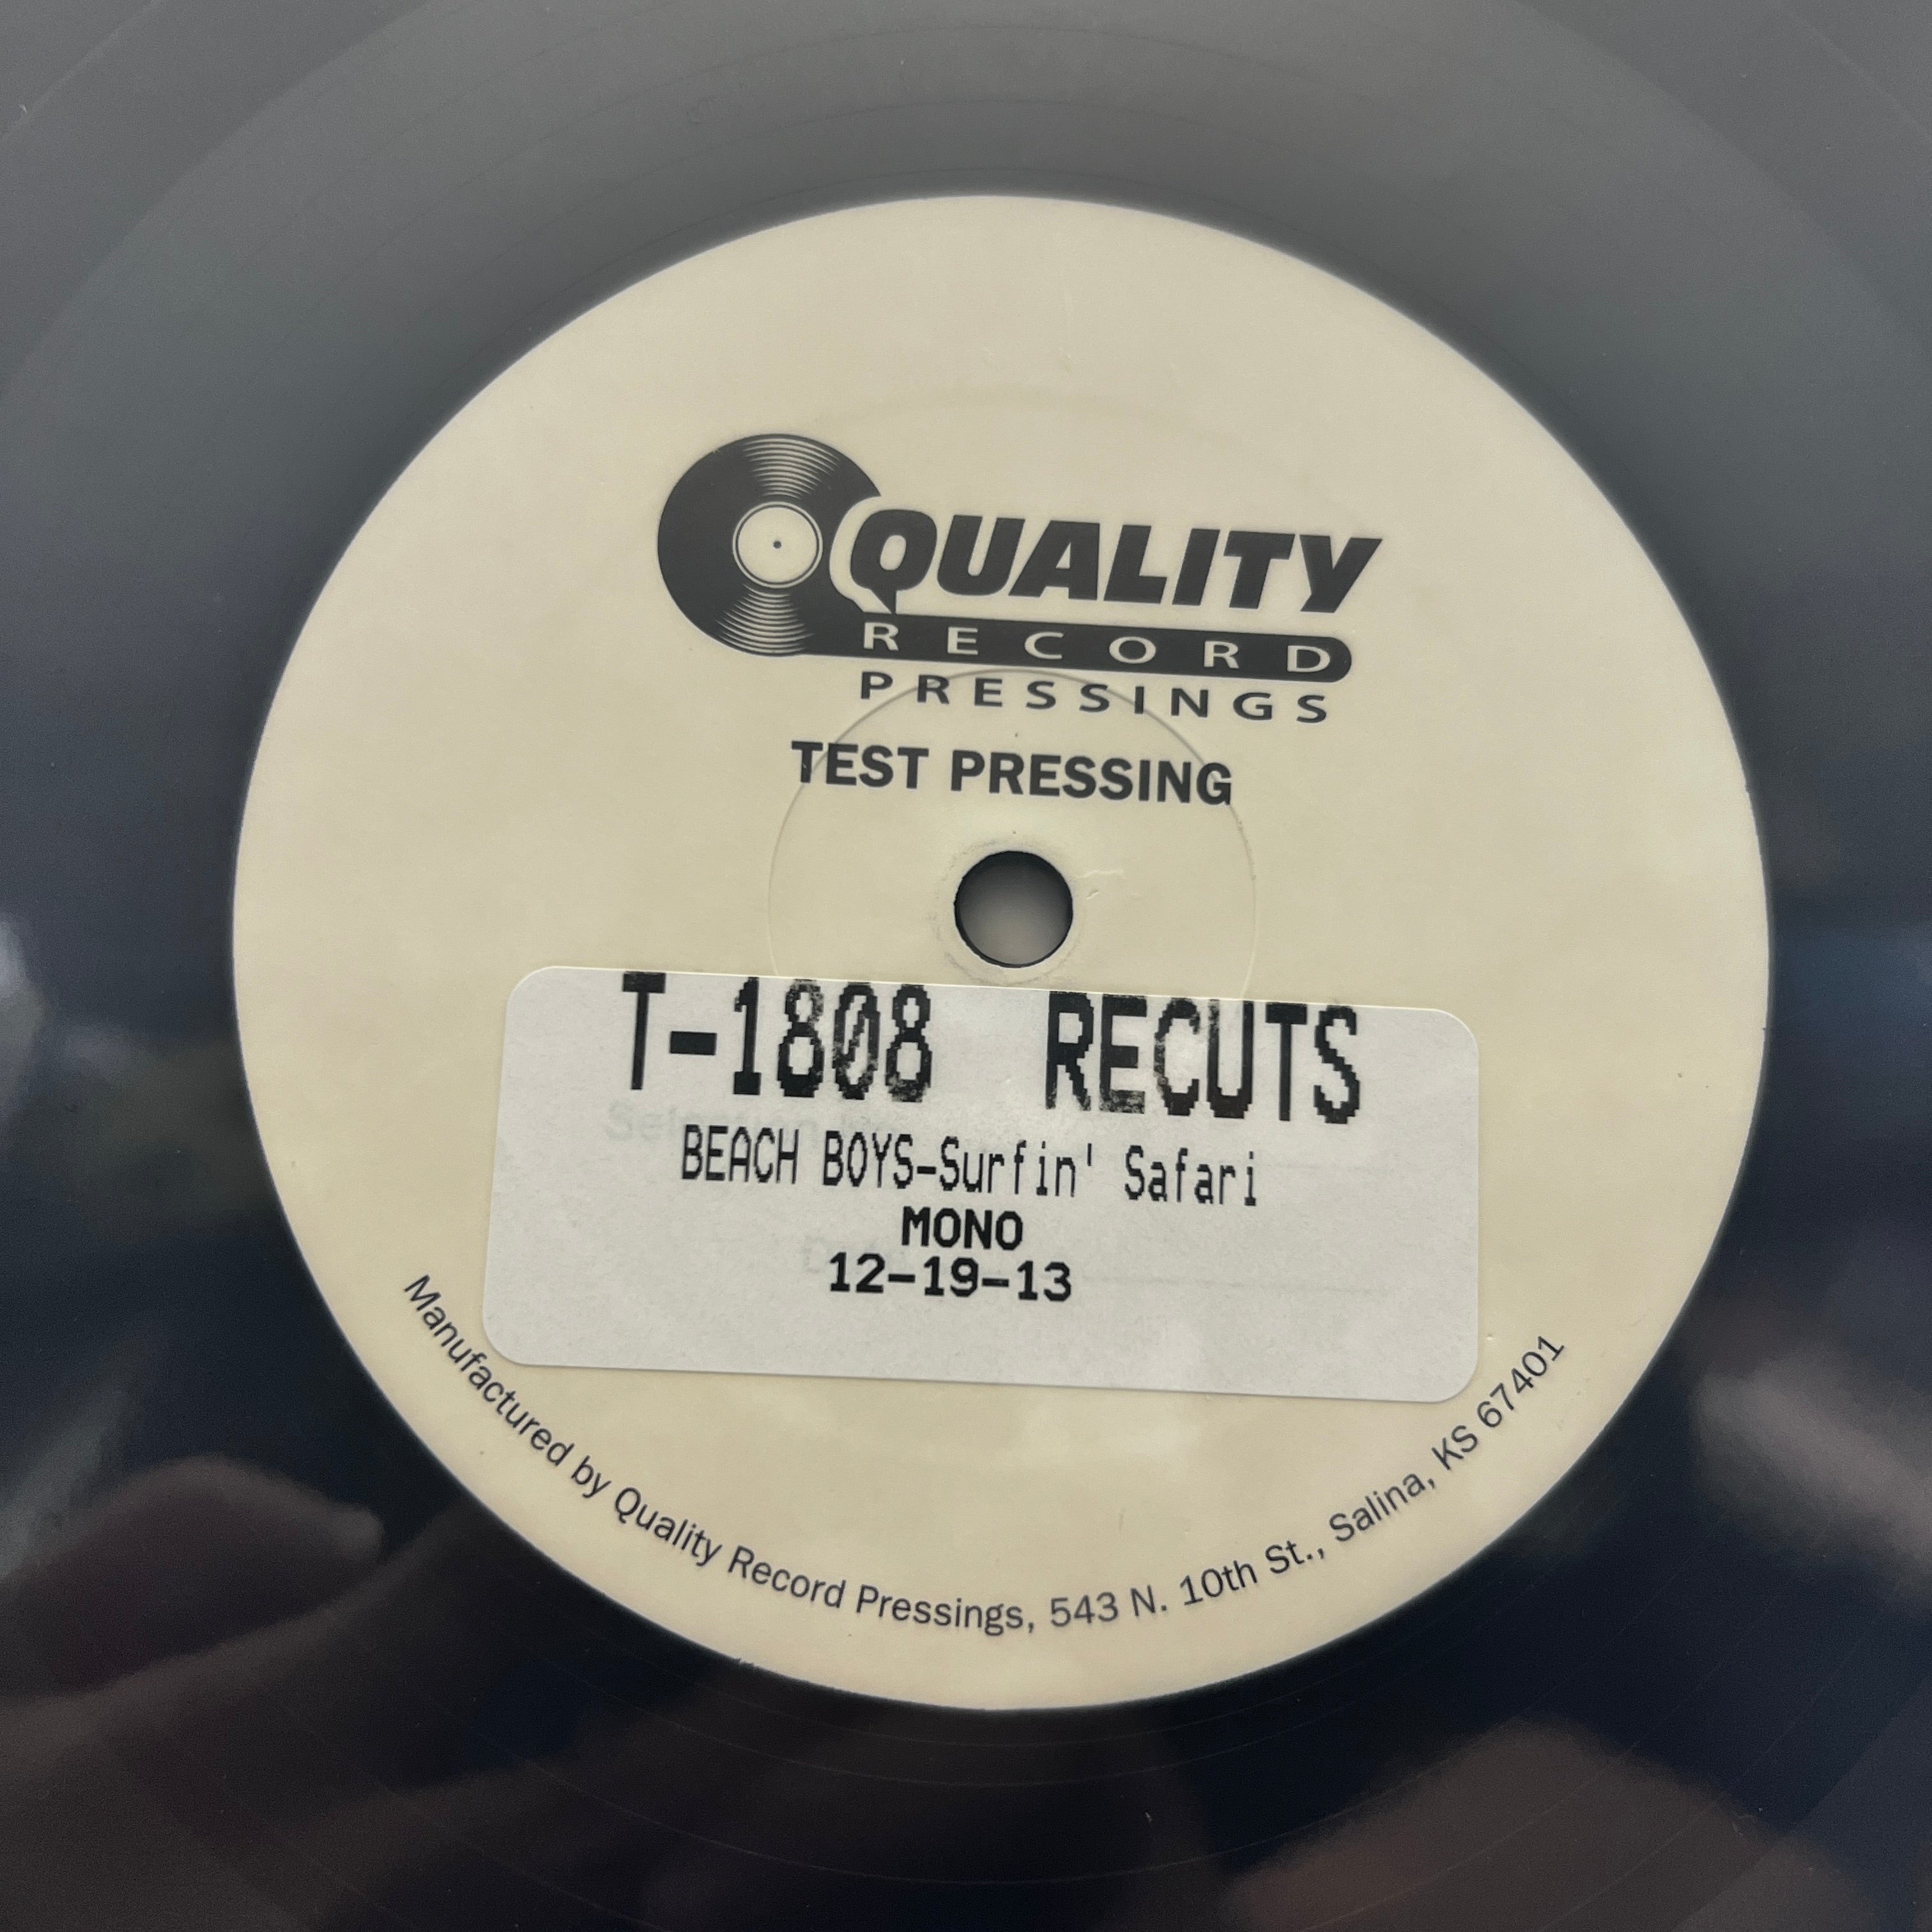 QUALITY
RECORD
PRESSINGS
TEST PRESSING
T-1808 RECUTS
BEACH BOYS-Surfin' Safari
MONO
12-19-13
Manufactured by Quality Record Pressings, 543 N. 10th St., Salina, KS 67401